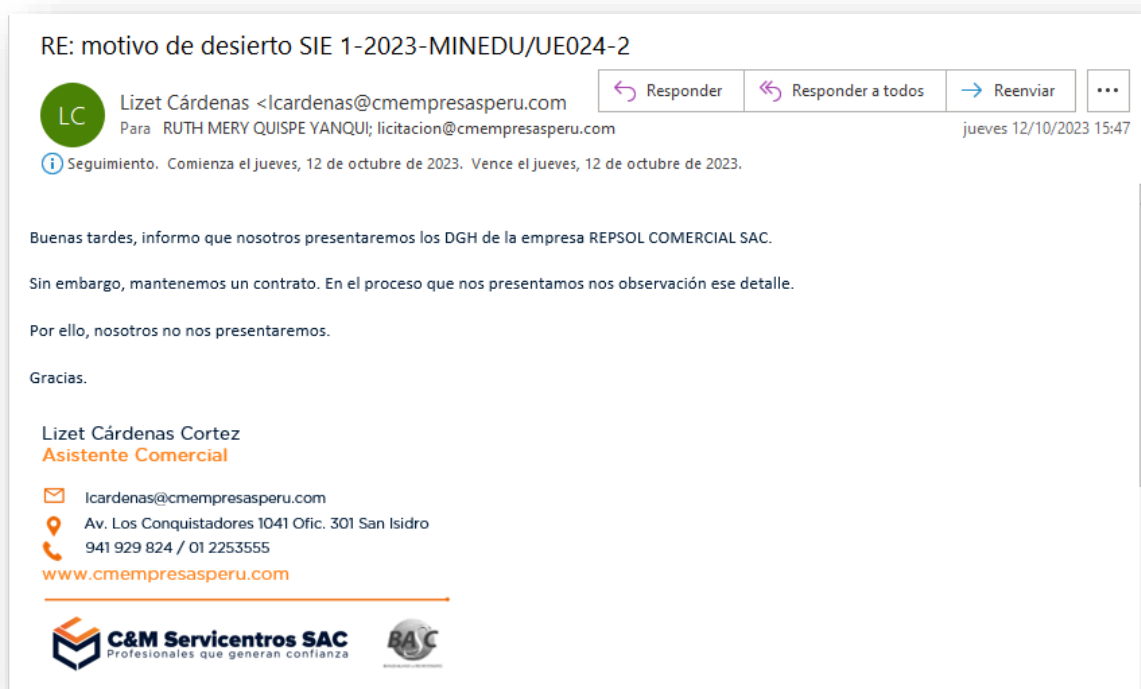 RE: motivo de desierto SIE 1-2023-MINEDU/UE024-2
Responder
Responder a todos
Reenviar
LC
Lizet Cárdenas <lcardenas@cmempresasperu.com
Para RUTH MERY QUISPE YANQUI; licitacion@cmempresasperu.com
jueves 12/10/2023 15:47
Seguimiento. Comienza el jueves, 12 de octubre de 2023. Vence el jueves, 12 de octubre de 2023.
Buenas tardes, informo que nosotros presentaremos los DGH de la empresa REPSOL COMERCIAL SAC.
Sin embargo, mantenemos un contrato. En el proceso que nos presentamos nos observación ese detalle.
Por ello, nosotros no nos presentaremos.
Gracias.
Lizet Cárdenas Cortez
Asistente Comercial
lcardenas@cmempresasperu.com
Av. Los Conquistadores 1041 Ofic. 301 San Isidro
941 929 824 / 01 2253555
www.cmempresasperu.com
C&M Servicentros SAC
Profesionales que generan confianza
BASC